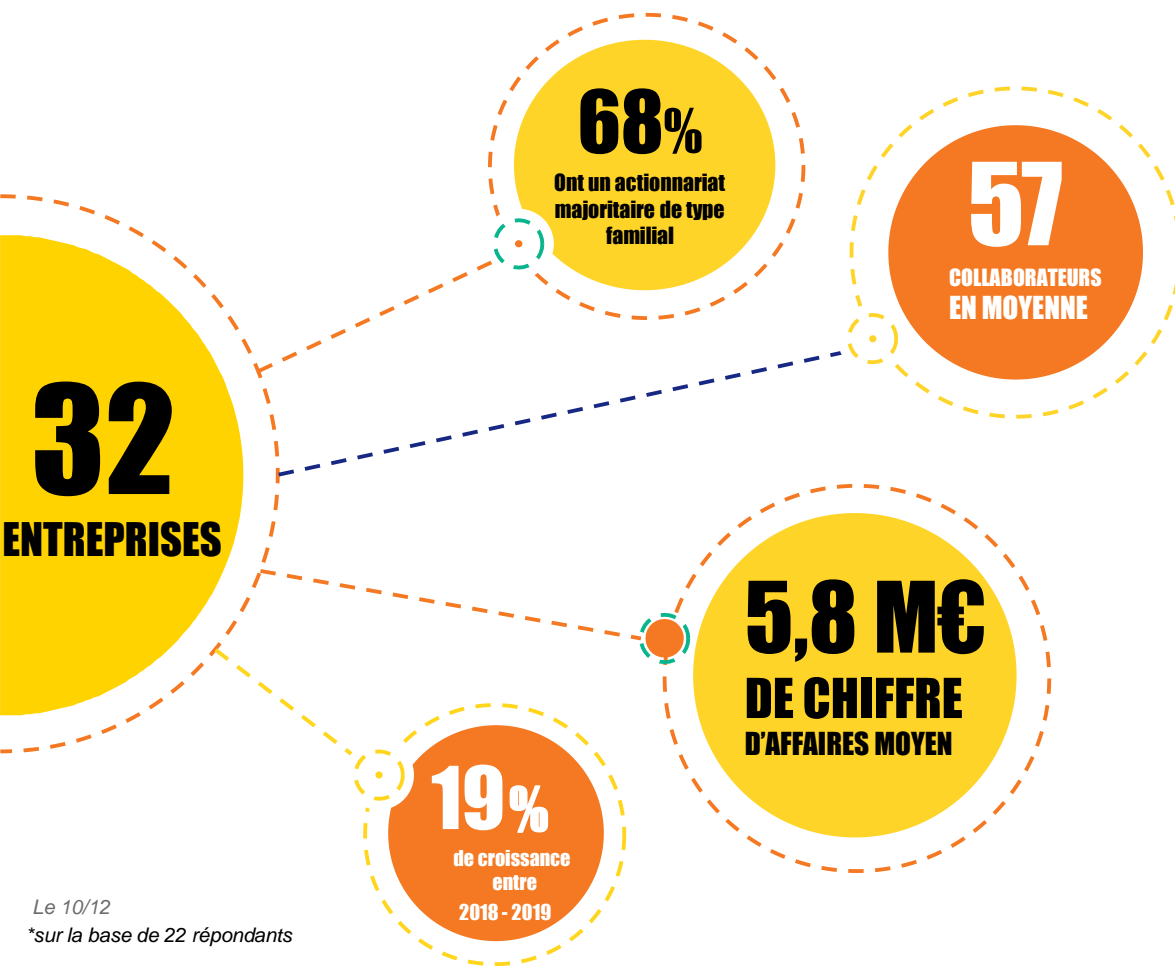 68%
Ont un actionnariat
majoritaire de type
familial
57
COLLABORATEURS
EN MOYENNE
32
ENTREPRISES
5,8 M€
DE CHIFFRE
D'AFFAIRES MOYEN
19%
de croissance
entre
2018 - 2019
Le 10/12
*sur la base de 22 répondants